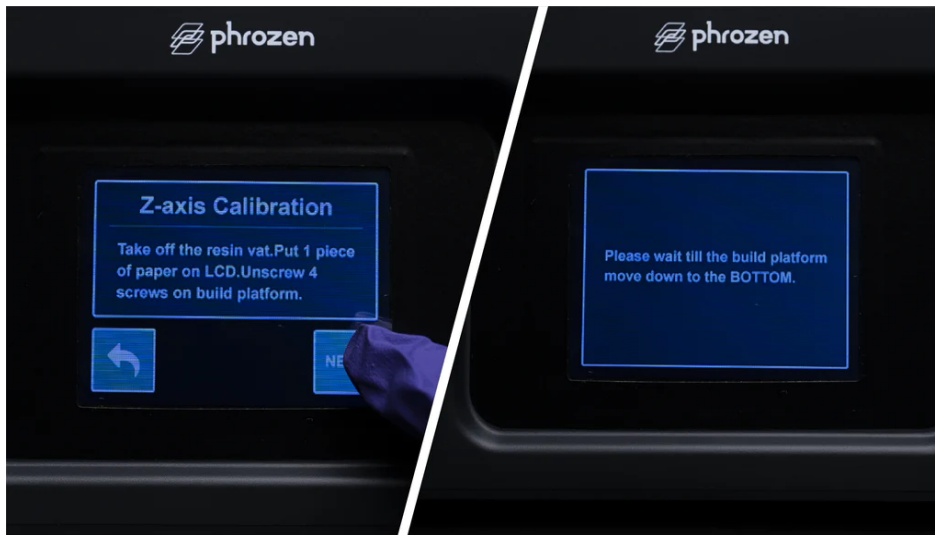 phrozen
Z-axis Calibration
Take off the resin vat.Put 1 piece
of paper on LCD.Unscrew 4
screws on build platform.
phrozen
Please wait till the build platform
move down to the BOTTOM.